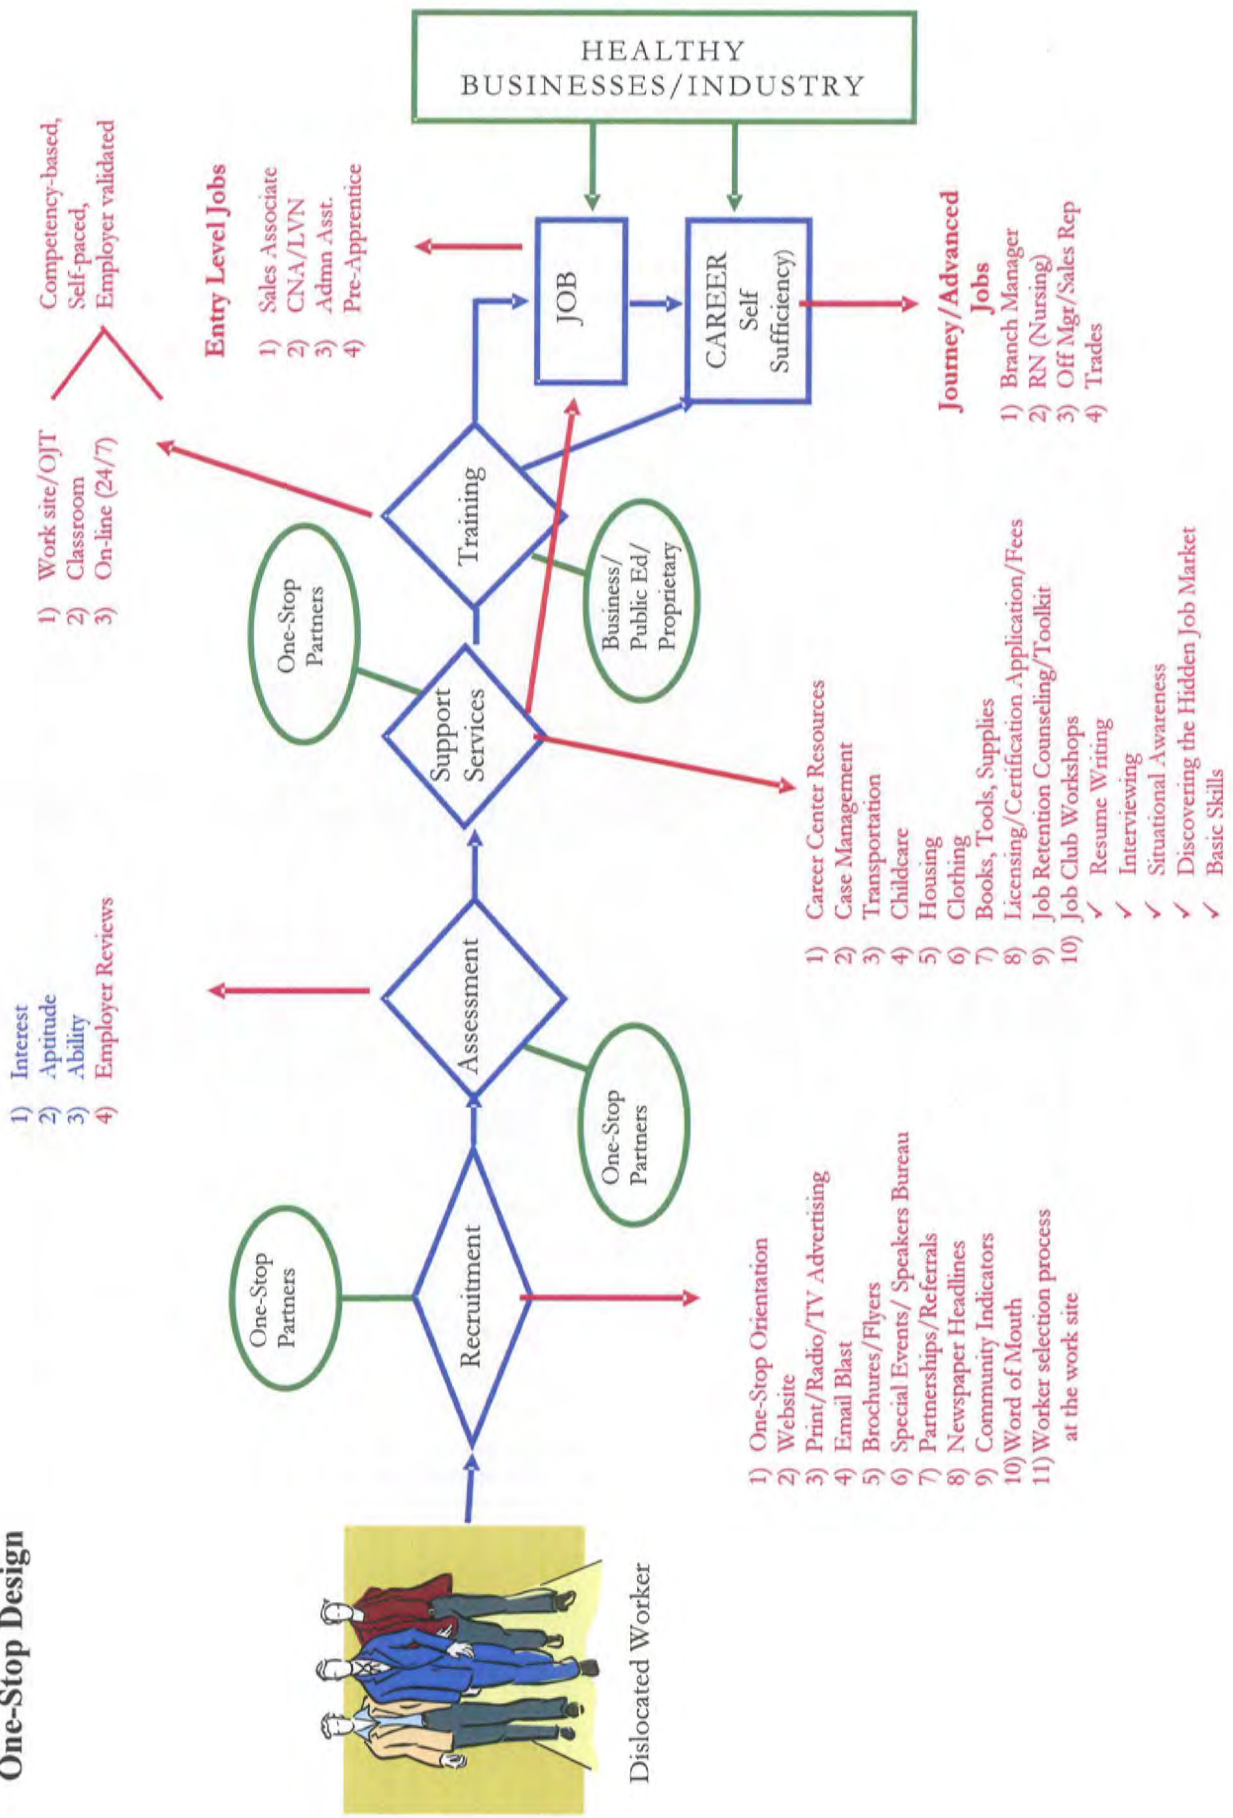 One-Stop Design
Dislocated Worker
One-Stop
Partners
Recruitment
1) One-Stop Orientation
2) Website
3) Print/Radio/TV Advertising
4) Email Blast
5) Brochures/Flyers
6) Special Events/ Speakers Bureau
7) Partnerships/Referrals
8) Newspaper Headlines
9) Community Indicators
10) Word of Mouth
11) Worker selection process
at the work site
1) Interest
2) Aptitude
3) Ability
4) Employer Reviews
Assessment
One-Stop
Partners
One-Stop
Partners
Support
Services
1) Career Center Resources
2) Case Management
3) Transportation
4) Childcare
5) Housing
6) Clothing
7) Books, Tools, Supplies
8) Licensing/Certification Application/Fees
9) Job Retention Counseling/Toolkit
10) Job Club Workshops
✓ Resume Writing
✓ Interviewing
✓ Situational Awareness
✓ Discovering the Hidden Job Market
✓ Basic Skills
1) Work site/OJT
2) Classroom
3) On-line (24/7)
Competency-based,
Self-paced,
Employer validated
Training
Business/
Public Ed/
Proprietary
Entry Level Jobs
1) Sales Associate
2) CNA/LVN
3) Admn Asst.
4) Pre-Apprentice
JOB
CAREER
Self
Sufficiency)
Journey/Advanced
Jobs
1) Branch Manager
2) RN (Nursing)
3) Off Mgr/Sales Rep
4) Trades
HEALTHY
BUSINESSES/INDUSTRY